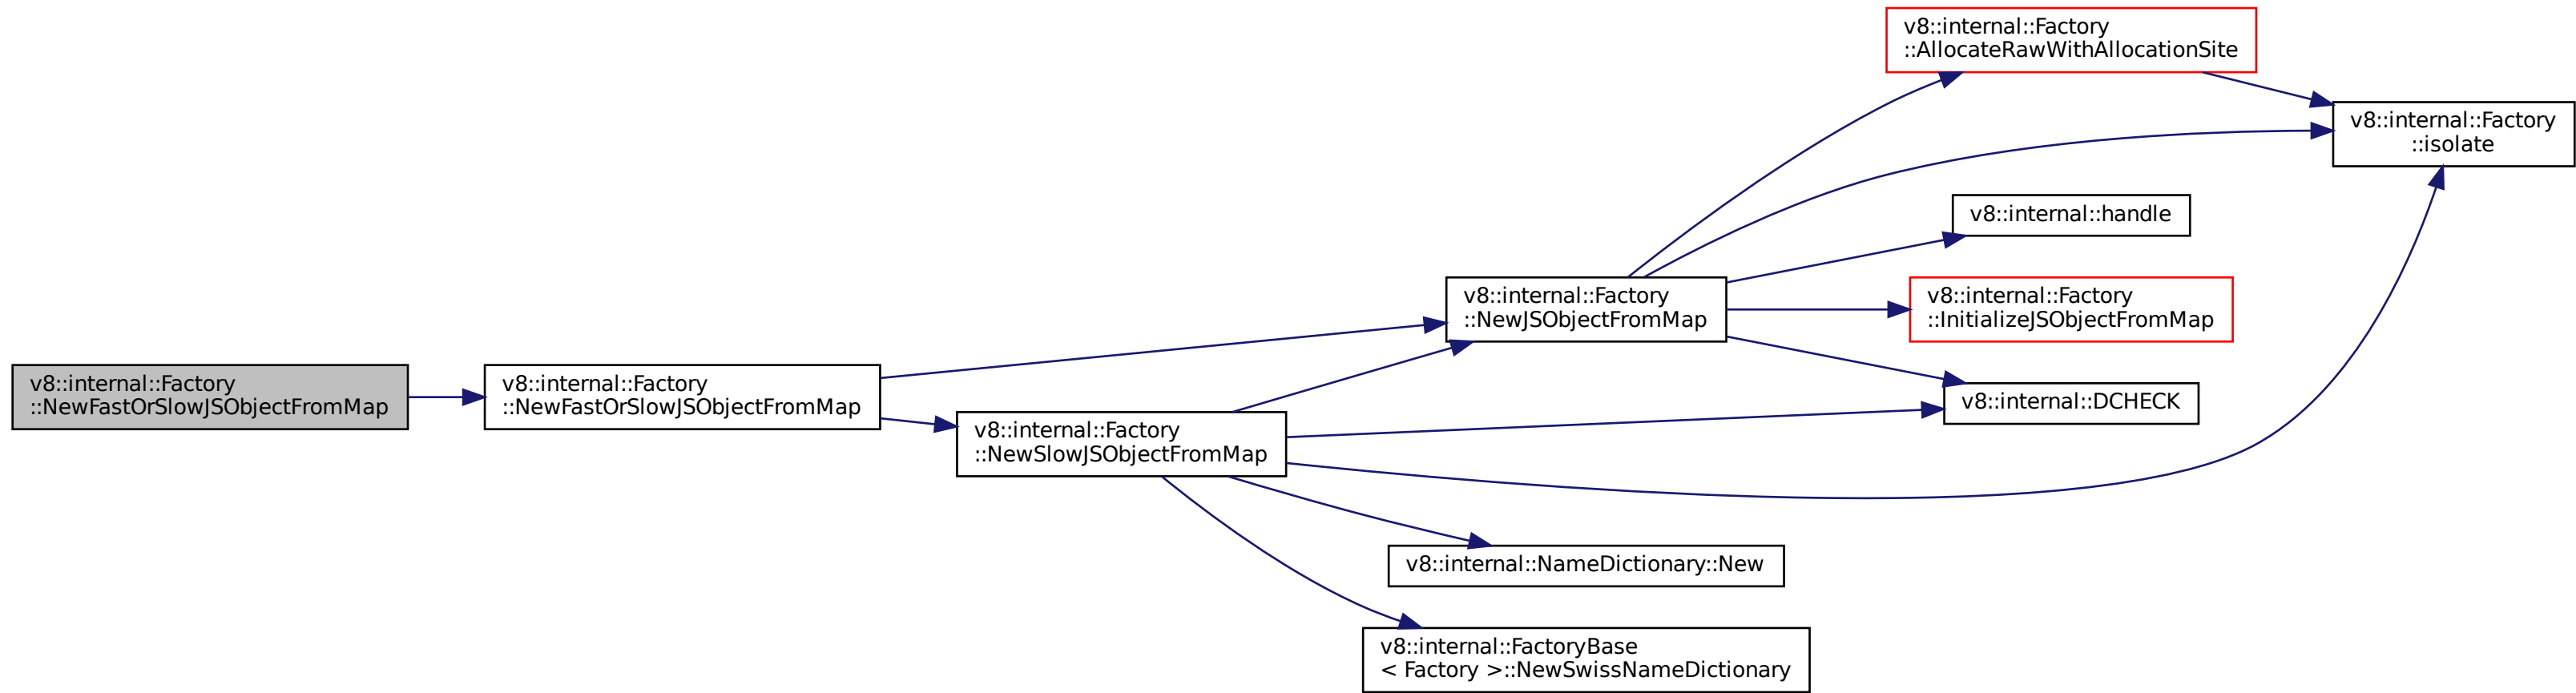 v8::internal::Factory
::AllocateRawWithAllocationSite
v8::internal::Factory
::isolate
v8::internal::handle
v8::internal::Factory
::NewJSObjectFromMap
v8::internal::Factory
::InitializeJSObjectFromMap
v8::internal::Factory
::NewFastOrSlowJSObjectFromMap
v8::internal::Factory
::NewFastOrSlowJSObjectFromMap
v8::internal::DCHECK
v8::internal::Factory
::NewSlowJSObjectFromMap
v8::internal::NameDictionary::New
v8::internal::FactoryBase
< Factory >::NewSwissNameDictionary